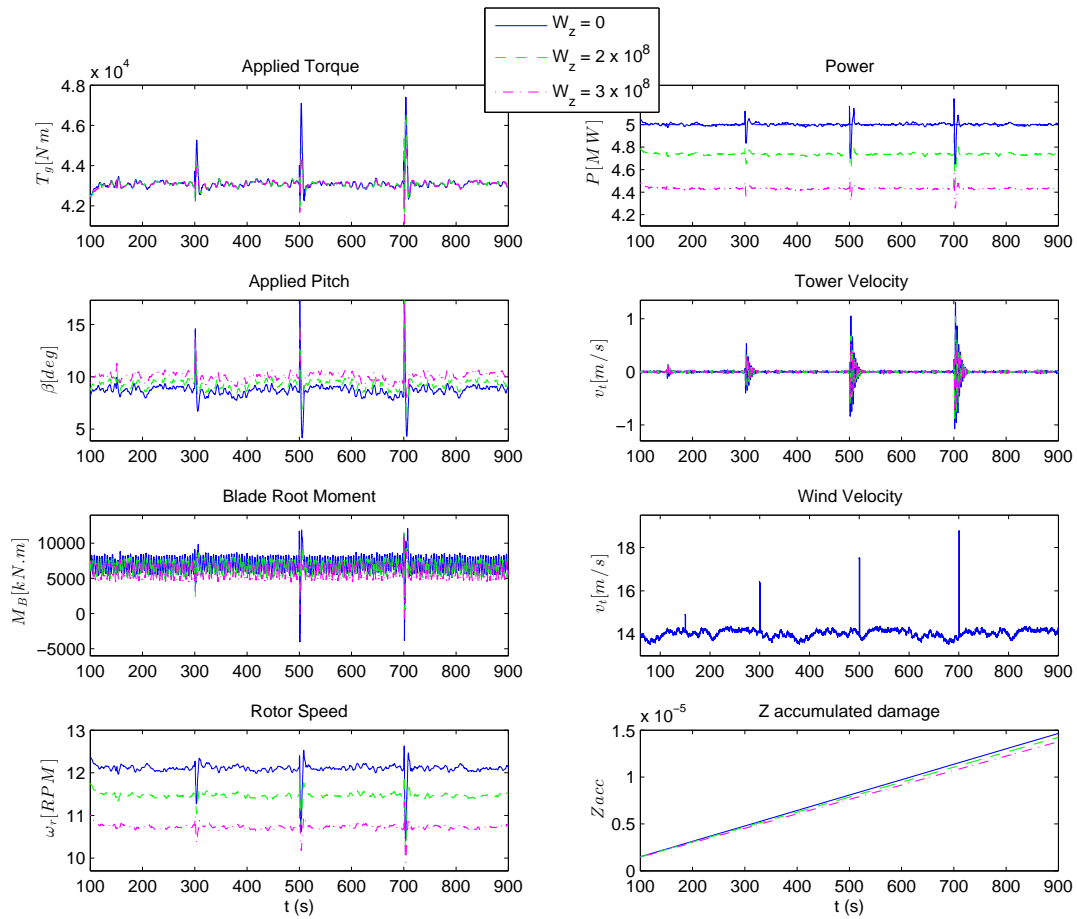 W_z = 0
W_z = 2 x 10^8
W_z = 3 x 10^8
Applied Torque
x 10^4
4.8
4.6
4.4
4.2
T_g[Nm]
100 200 300 400 500 600 700 800 900
Power
5
4.8
4.6
4.4
4.2
P[MW]
100 200 300 400 500 600 700 800 900
Applied Pitch
15
10
5
β[deg]
100 200 300 400 500 600 700 800 900
Tower Velocity
1
0
−1
v_t[m/s]
100 200 300 400 500 600 700 800 900
Blade Root Moment
10000
5000
0
−5000
M_B[kN.m]
100 200 300 400 500 600 700 800 900
Wind Velocity
18
16
14
v_t[m/s]
100 200 300 400 500 600 700 800 900
Rotor Speed
13
12
11
10
ω_r[RPM]
100 200 300 400 500 600 700 800 900
t (s)
Z accumulated damage
x 10^−5
1.5
1
0.5
0
Zacc
100 200 300 400 500 600 700 800 900
t (s)